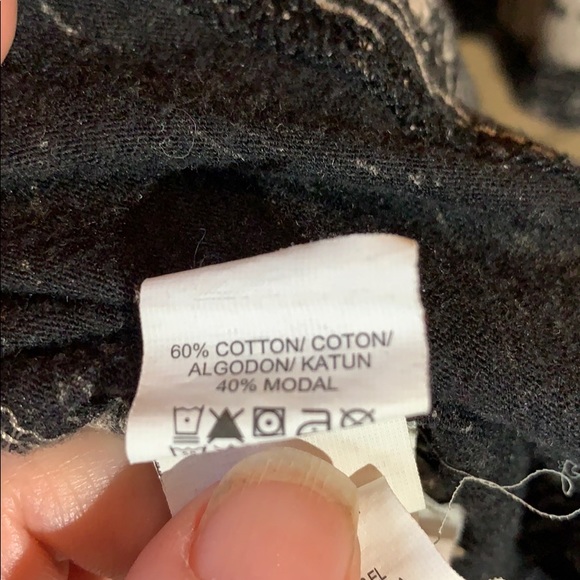 60% COTTON/ COTON/
ALGODON/ KATUN
40% MODAL